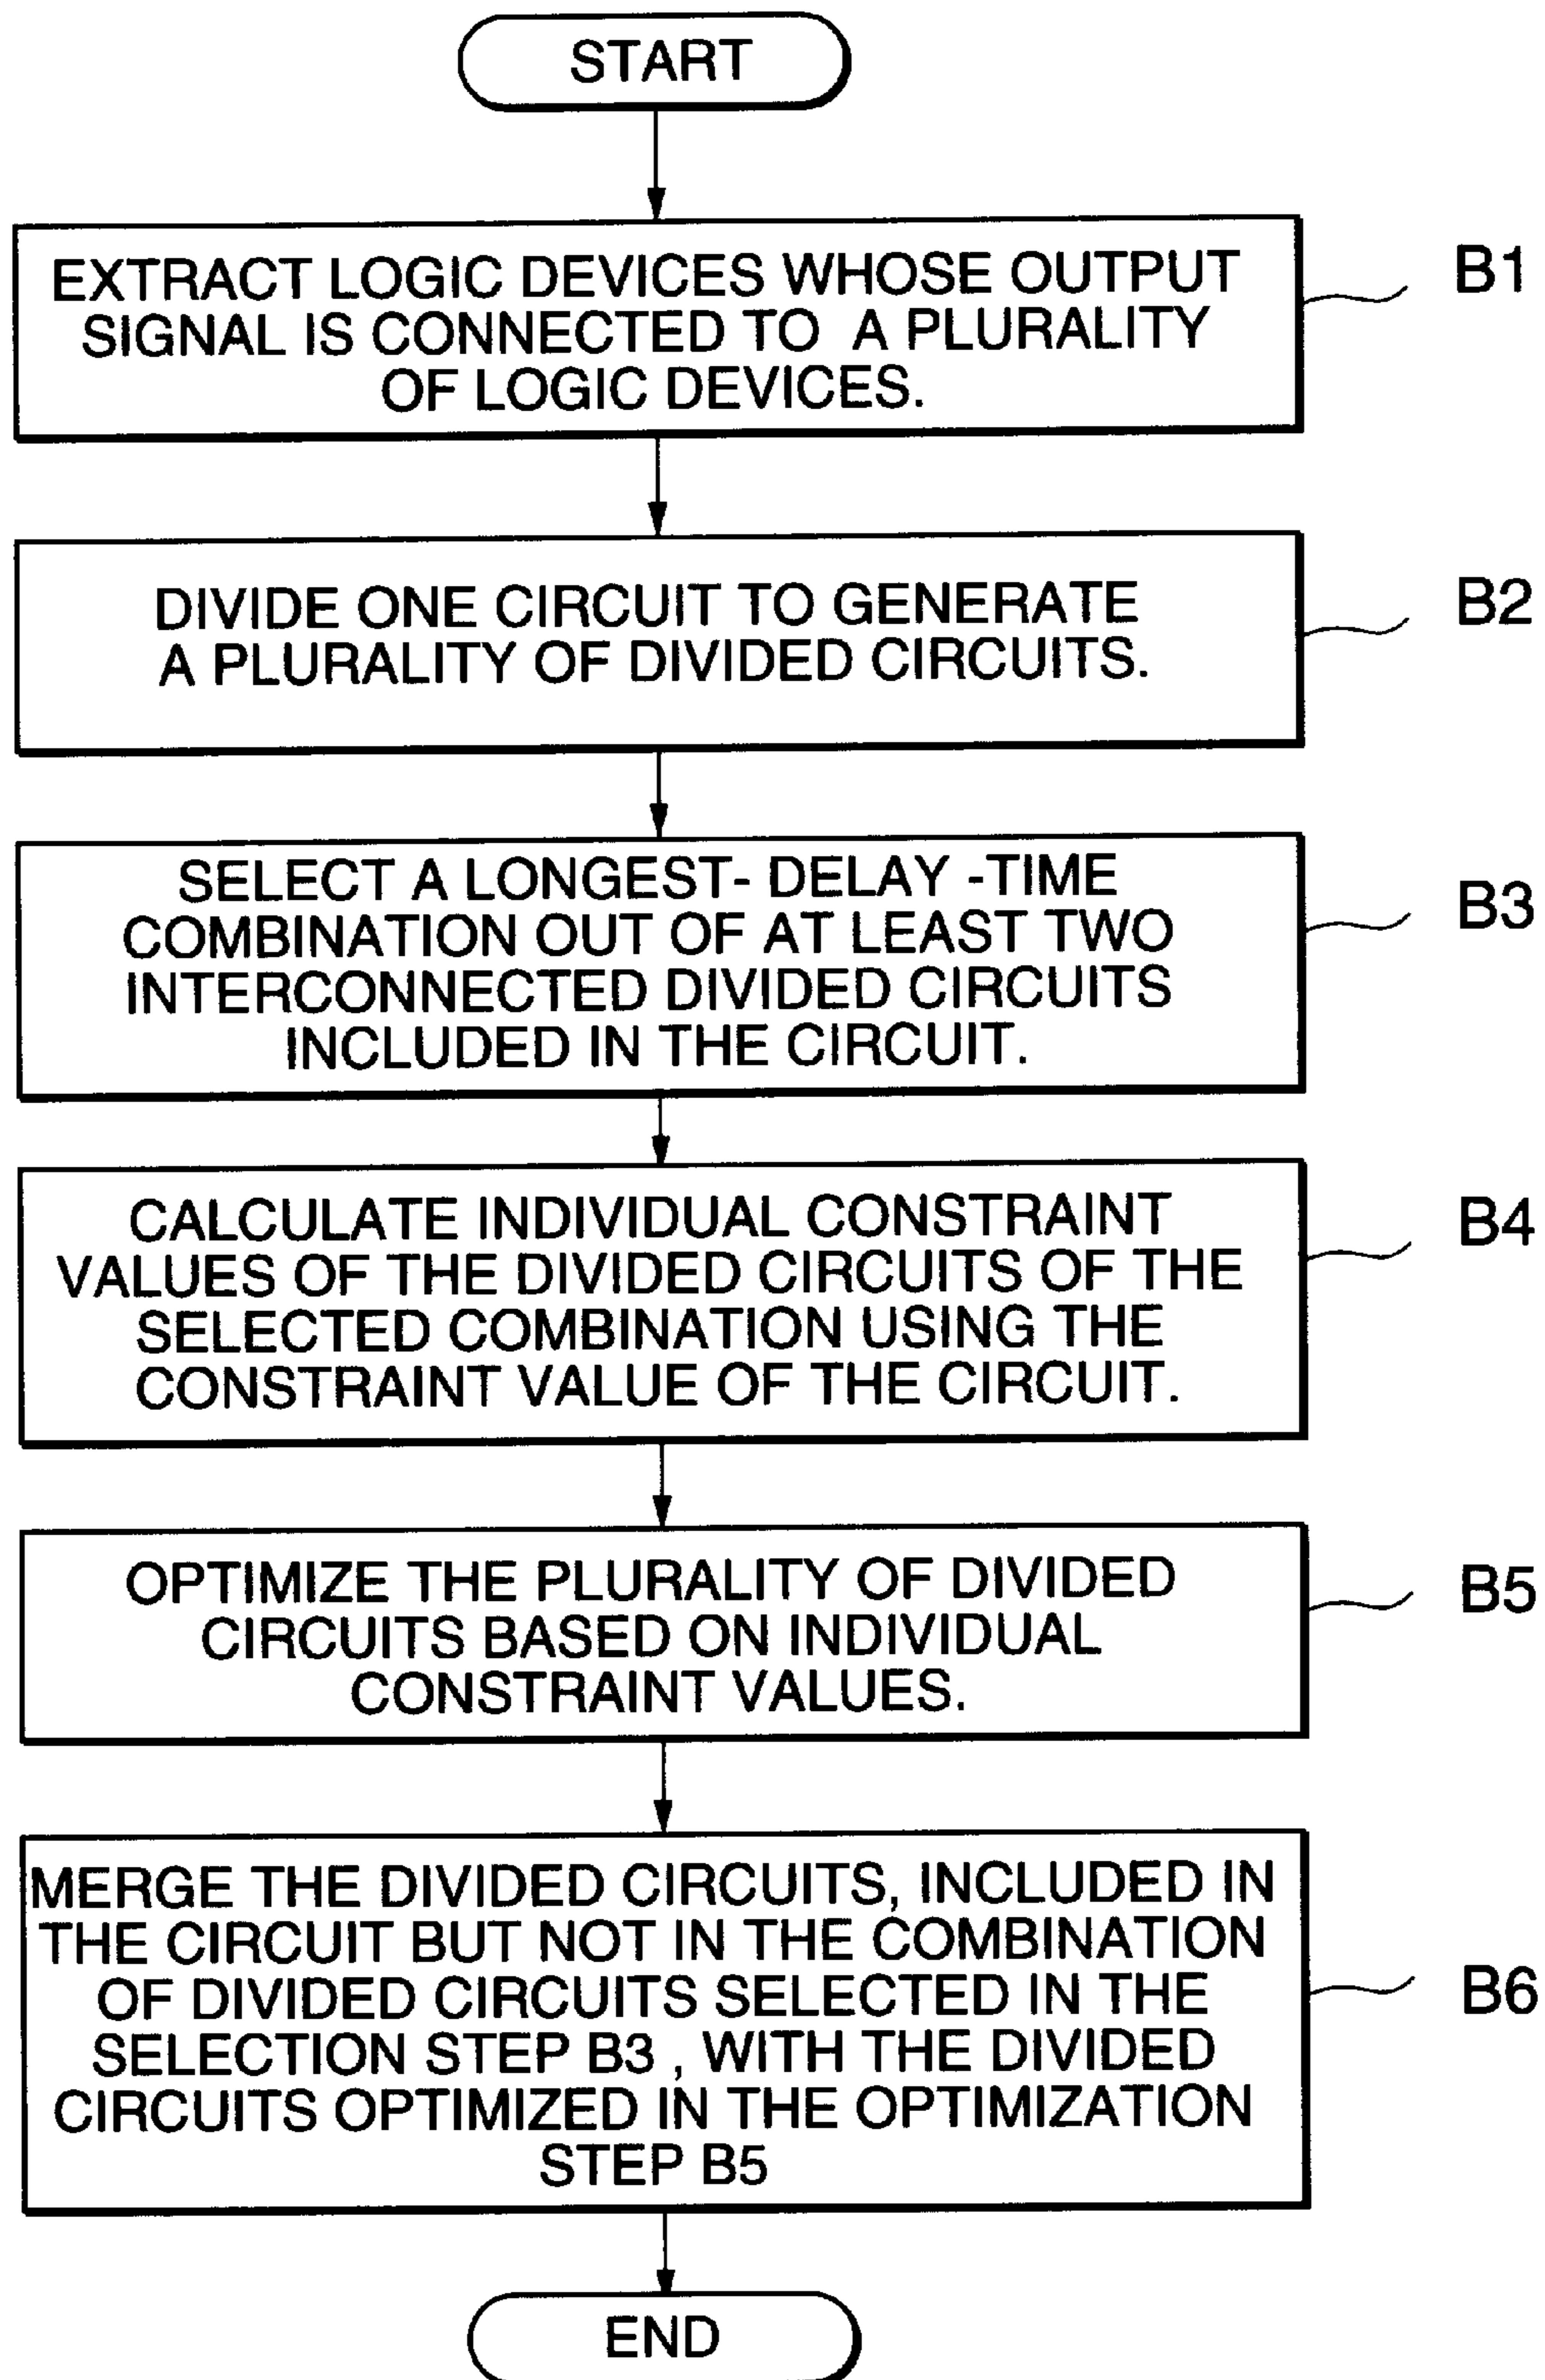 START
EXTRACT LOGIC DEVICES WHOSE OUTPUT
SIGNAL IS CONNECTED TO A PLURALITY
OF LOGIC DEVICES.
B1
DIVIDE ONE CIRCUIT TO GENERATE
A PLURALITY OF DIVIDED CIRCUITS.
B2
SELECT A LONGEST- DELAY -TIME
COMBINATION OUT OF AT LEAST TWO
INTERCONNECTED DIVIDED CIRCUITS
INCLUDED IN THE CIRCUIT.
B3
CALCULATE INDIVIDUAL CONSTRAINT
VALUES OF THE DIVIDED CIRCUITS OF THE
SELECTED COMBINATION USING THE
CONSTRAINT VALUE OF THE CIRCUIT.
B4
OPTIMIZE THE PLURALITY OF DIVIDED
CIRCUITS BASED ON INDIVIDUAL
CONSTRAINT VALUES.
B5
MERGE THE DIVIDED CIRCUITS, INCLUDED IN
THE CIRCUIT BUT NOT IN THE COMBINATION
OF DIVIDED CIRCUITS SELECTED IN THE
SELECTION STEP B3 , WITH THE DIVIDED
CIRCUITS OPTIMIZED IN THE OPTIMIZATION
STEP B5
B6
END